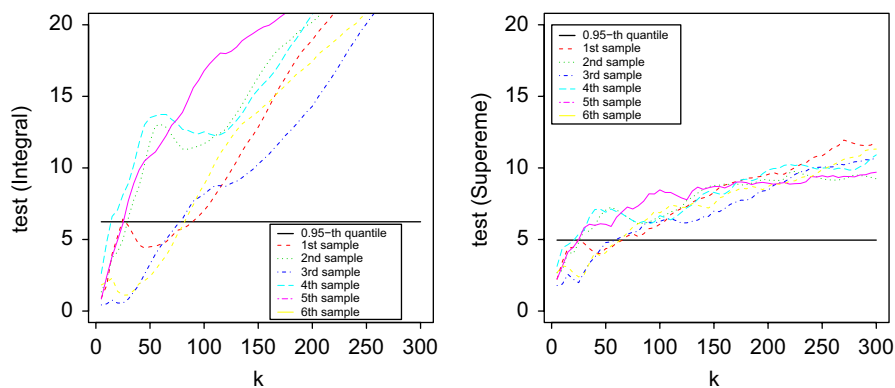 test (Integral)
20
15
10
5
0
0.95−th quantile
1st sample
2nd sample
3rd sample
4th sample
5th sample
6th sample
0 50 100 150 200 250 300
k
test (Supereme)
20
15
10
5
0
0.95−th quantile
1st sample
2nd sample
3rd sample
4th sample
5th sample
6th sample
0 50 100 150 200 250 300
k